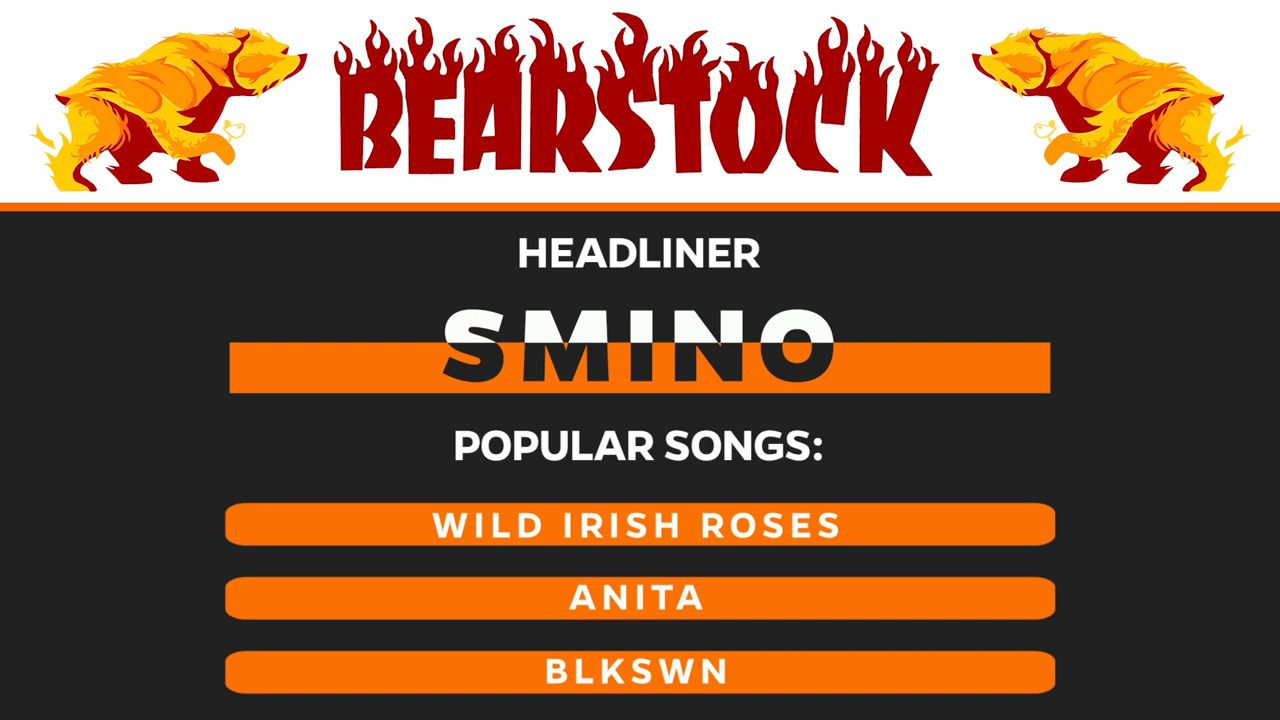 BEARSTOCK
HEADLINER
SMINO
POPULAR SONGS:
WILD IRISH ROSES
ANITA
BLKSWN